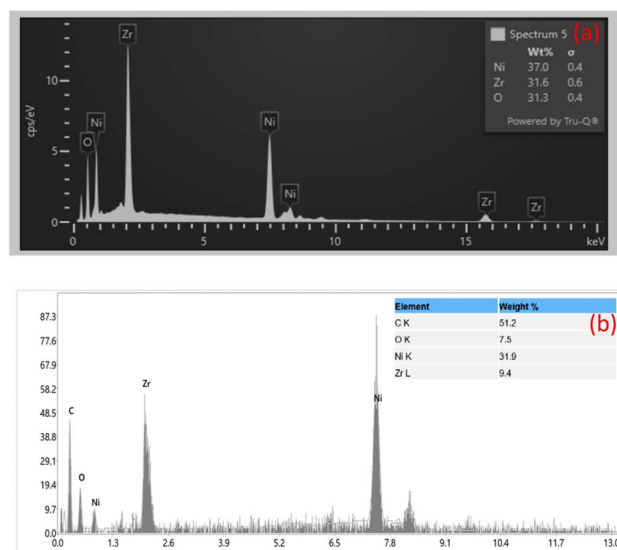 Zr
Spectrum 5 (a)
Wt% σ
Ni 37.0 0.4
Zr 31.6 0.6
O 31.3 0.4
Powered by Tru-Q®
10
cps/eV
Ni
Ni
O
5
Ni
Zr
Zr
0
0 5 10 15 keV
Element Weight % (b)
C K 51.2
O K 7.5
Ni K 31.9
Zr L 9.4
87.3
77.6
67.9
58.2
48.5
38.8
29.1
19.4
9.7
0.0
Zr
Ni
C
O
Ni
0.0 1.3 2.6 3.9 5.2 6.5 7.8 9.1 10.4 11.7 13.0